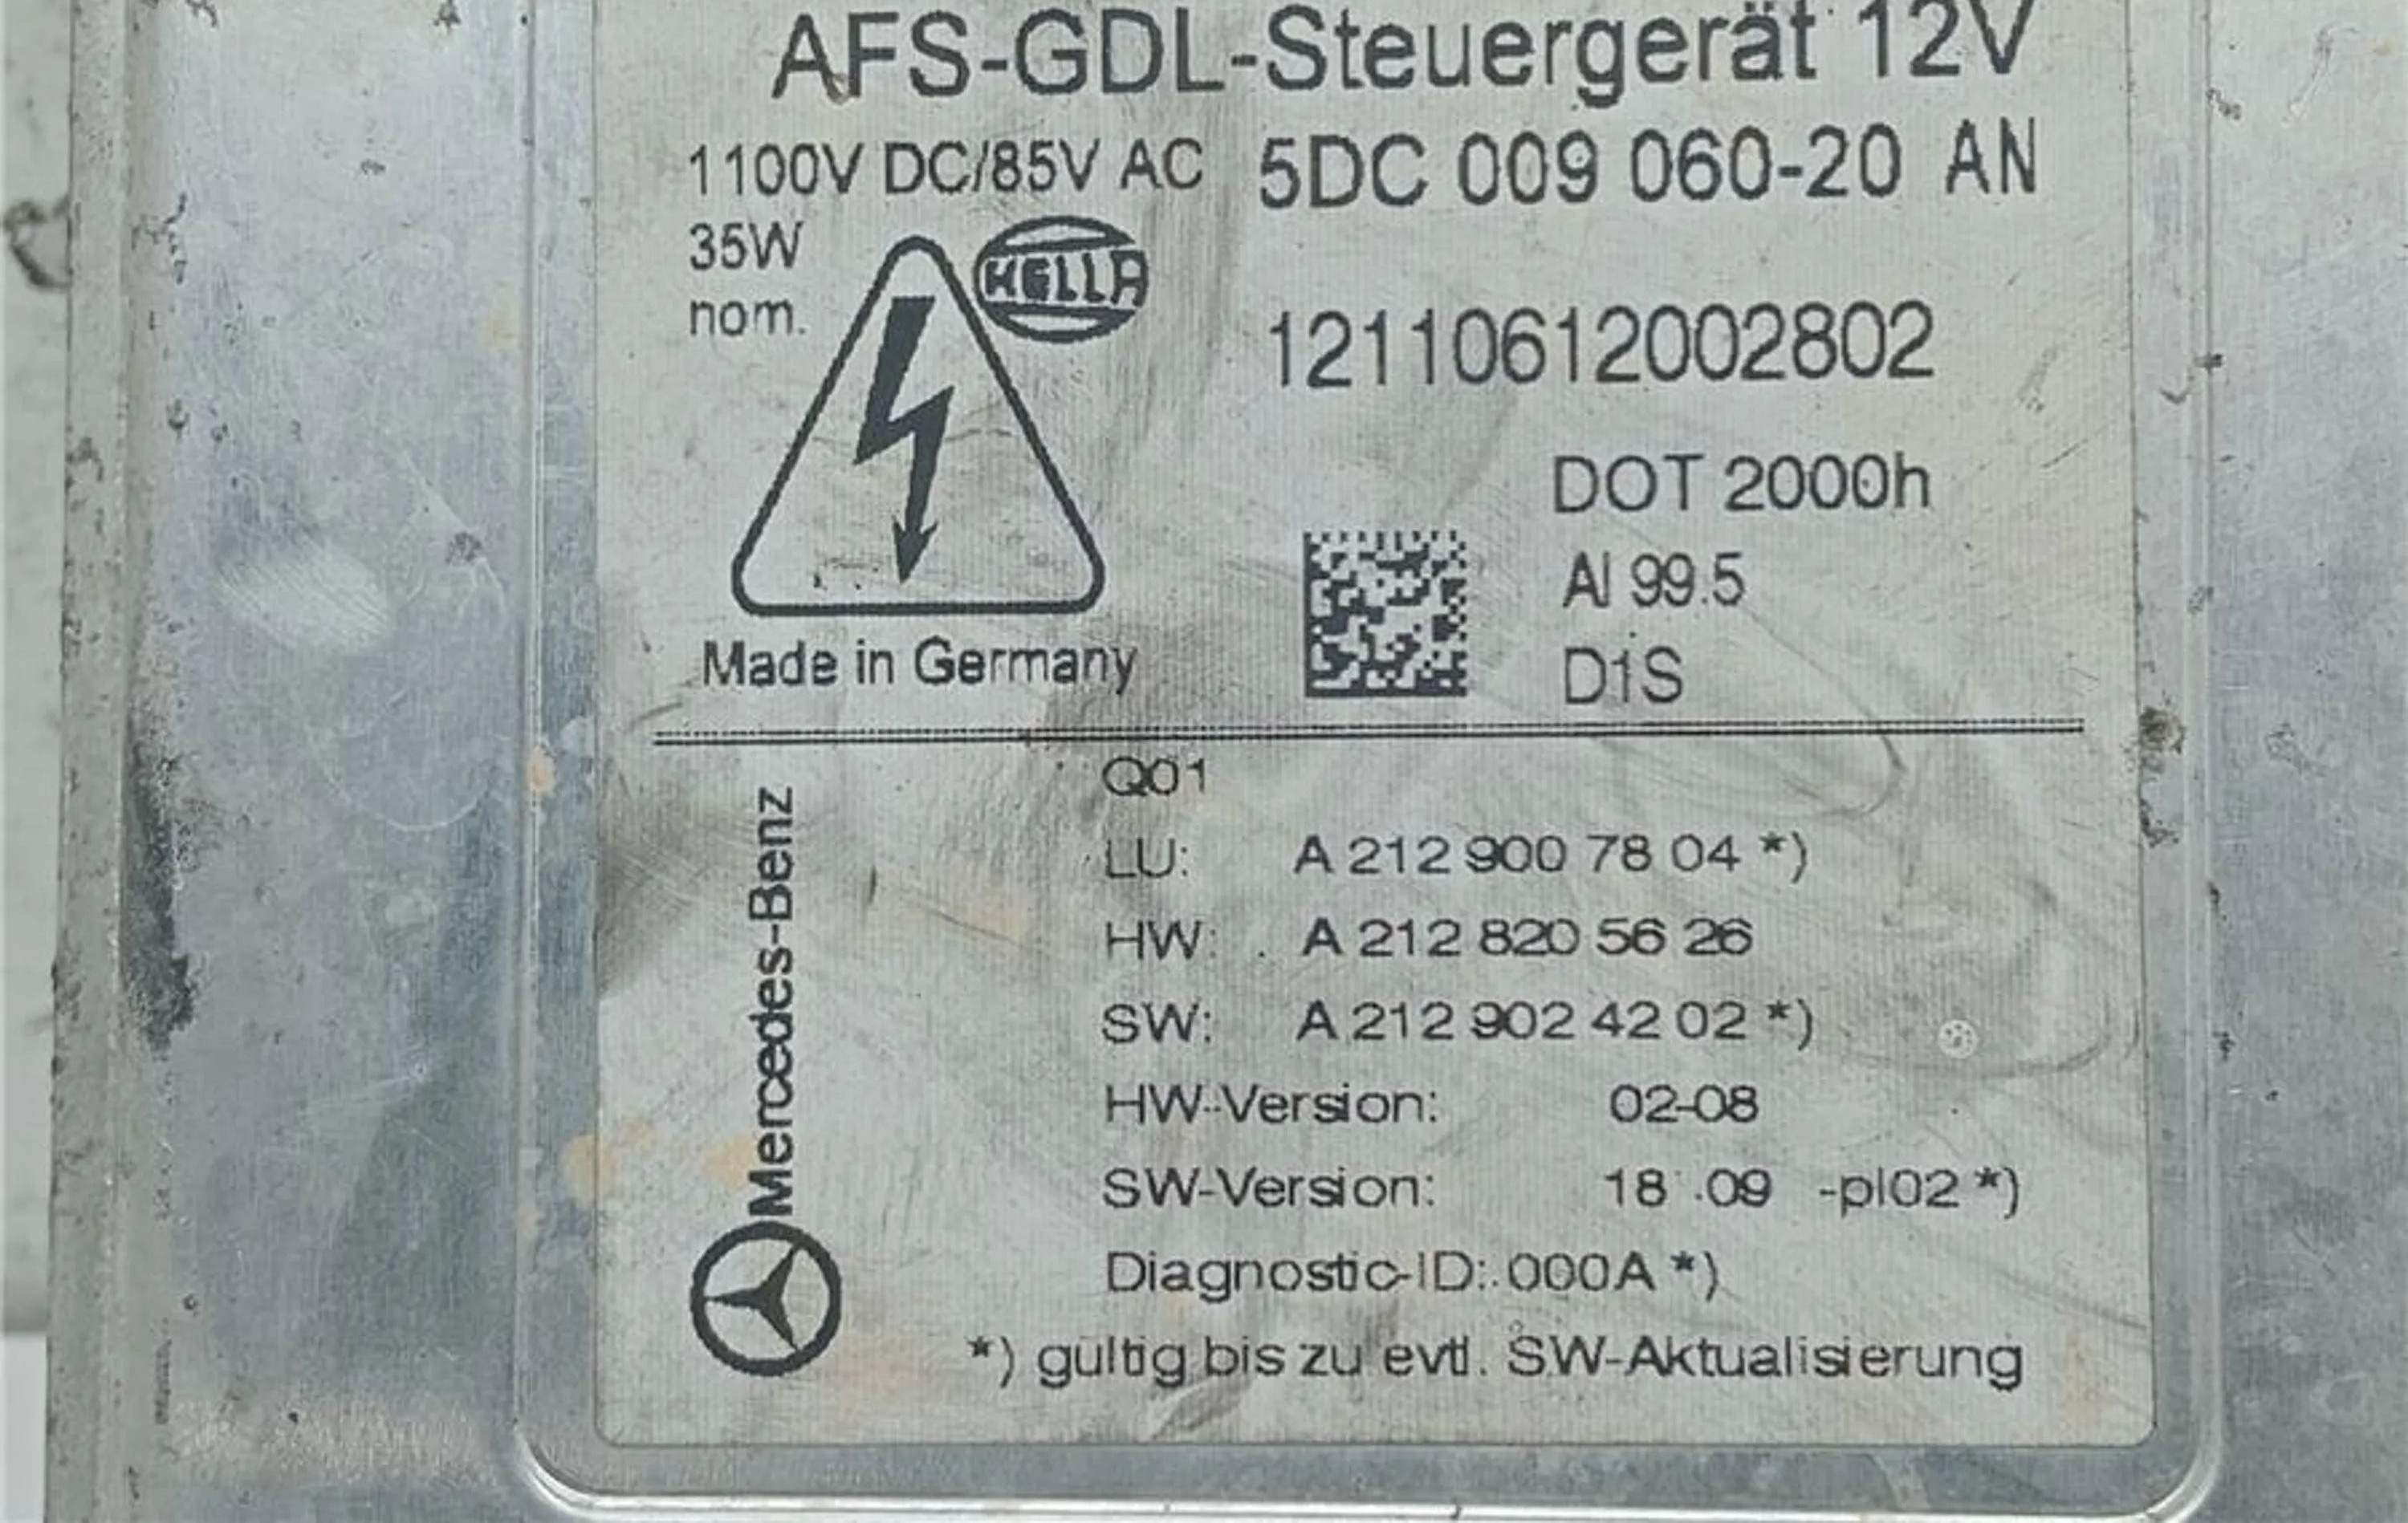 AFS-GDL-Steuergerät 12V
1100V DC/85V AC
5DC 009 060-20 AN
35W
nom.
HELLA
12110612002802
DOT 2000h
Al 99.5
D1S
Made in Germany
Q01
LU: A 212 900 78 04 *)
HW: A 212 820 56 26
SW: A 212 902 42 02 *)
HW-Version: 02-08
SW-Version: 18 .09 -pl02 *)
Diagnostic-ID: 000A *)
*) gültig bis zu evtl. SW-Aktualisierung
Mercedes-Benz